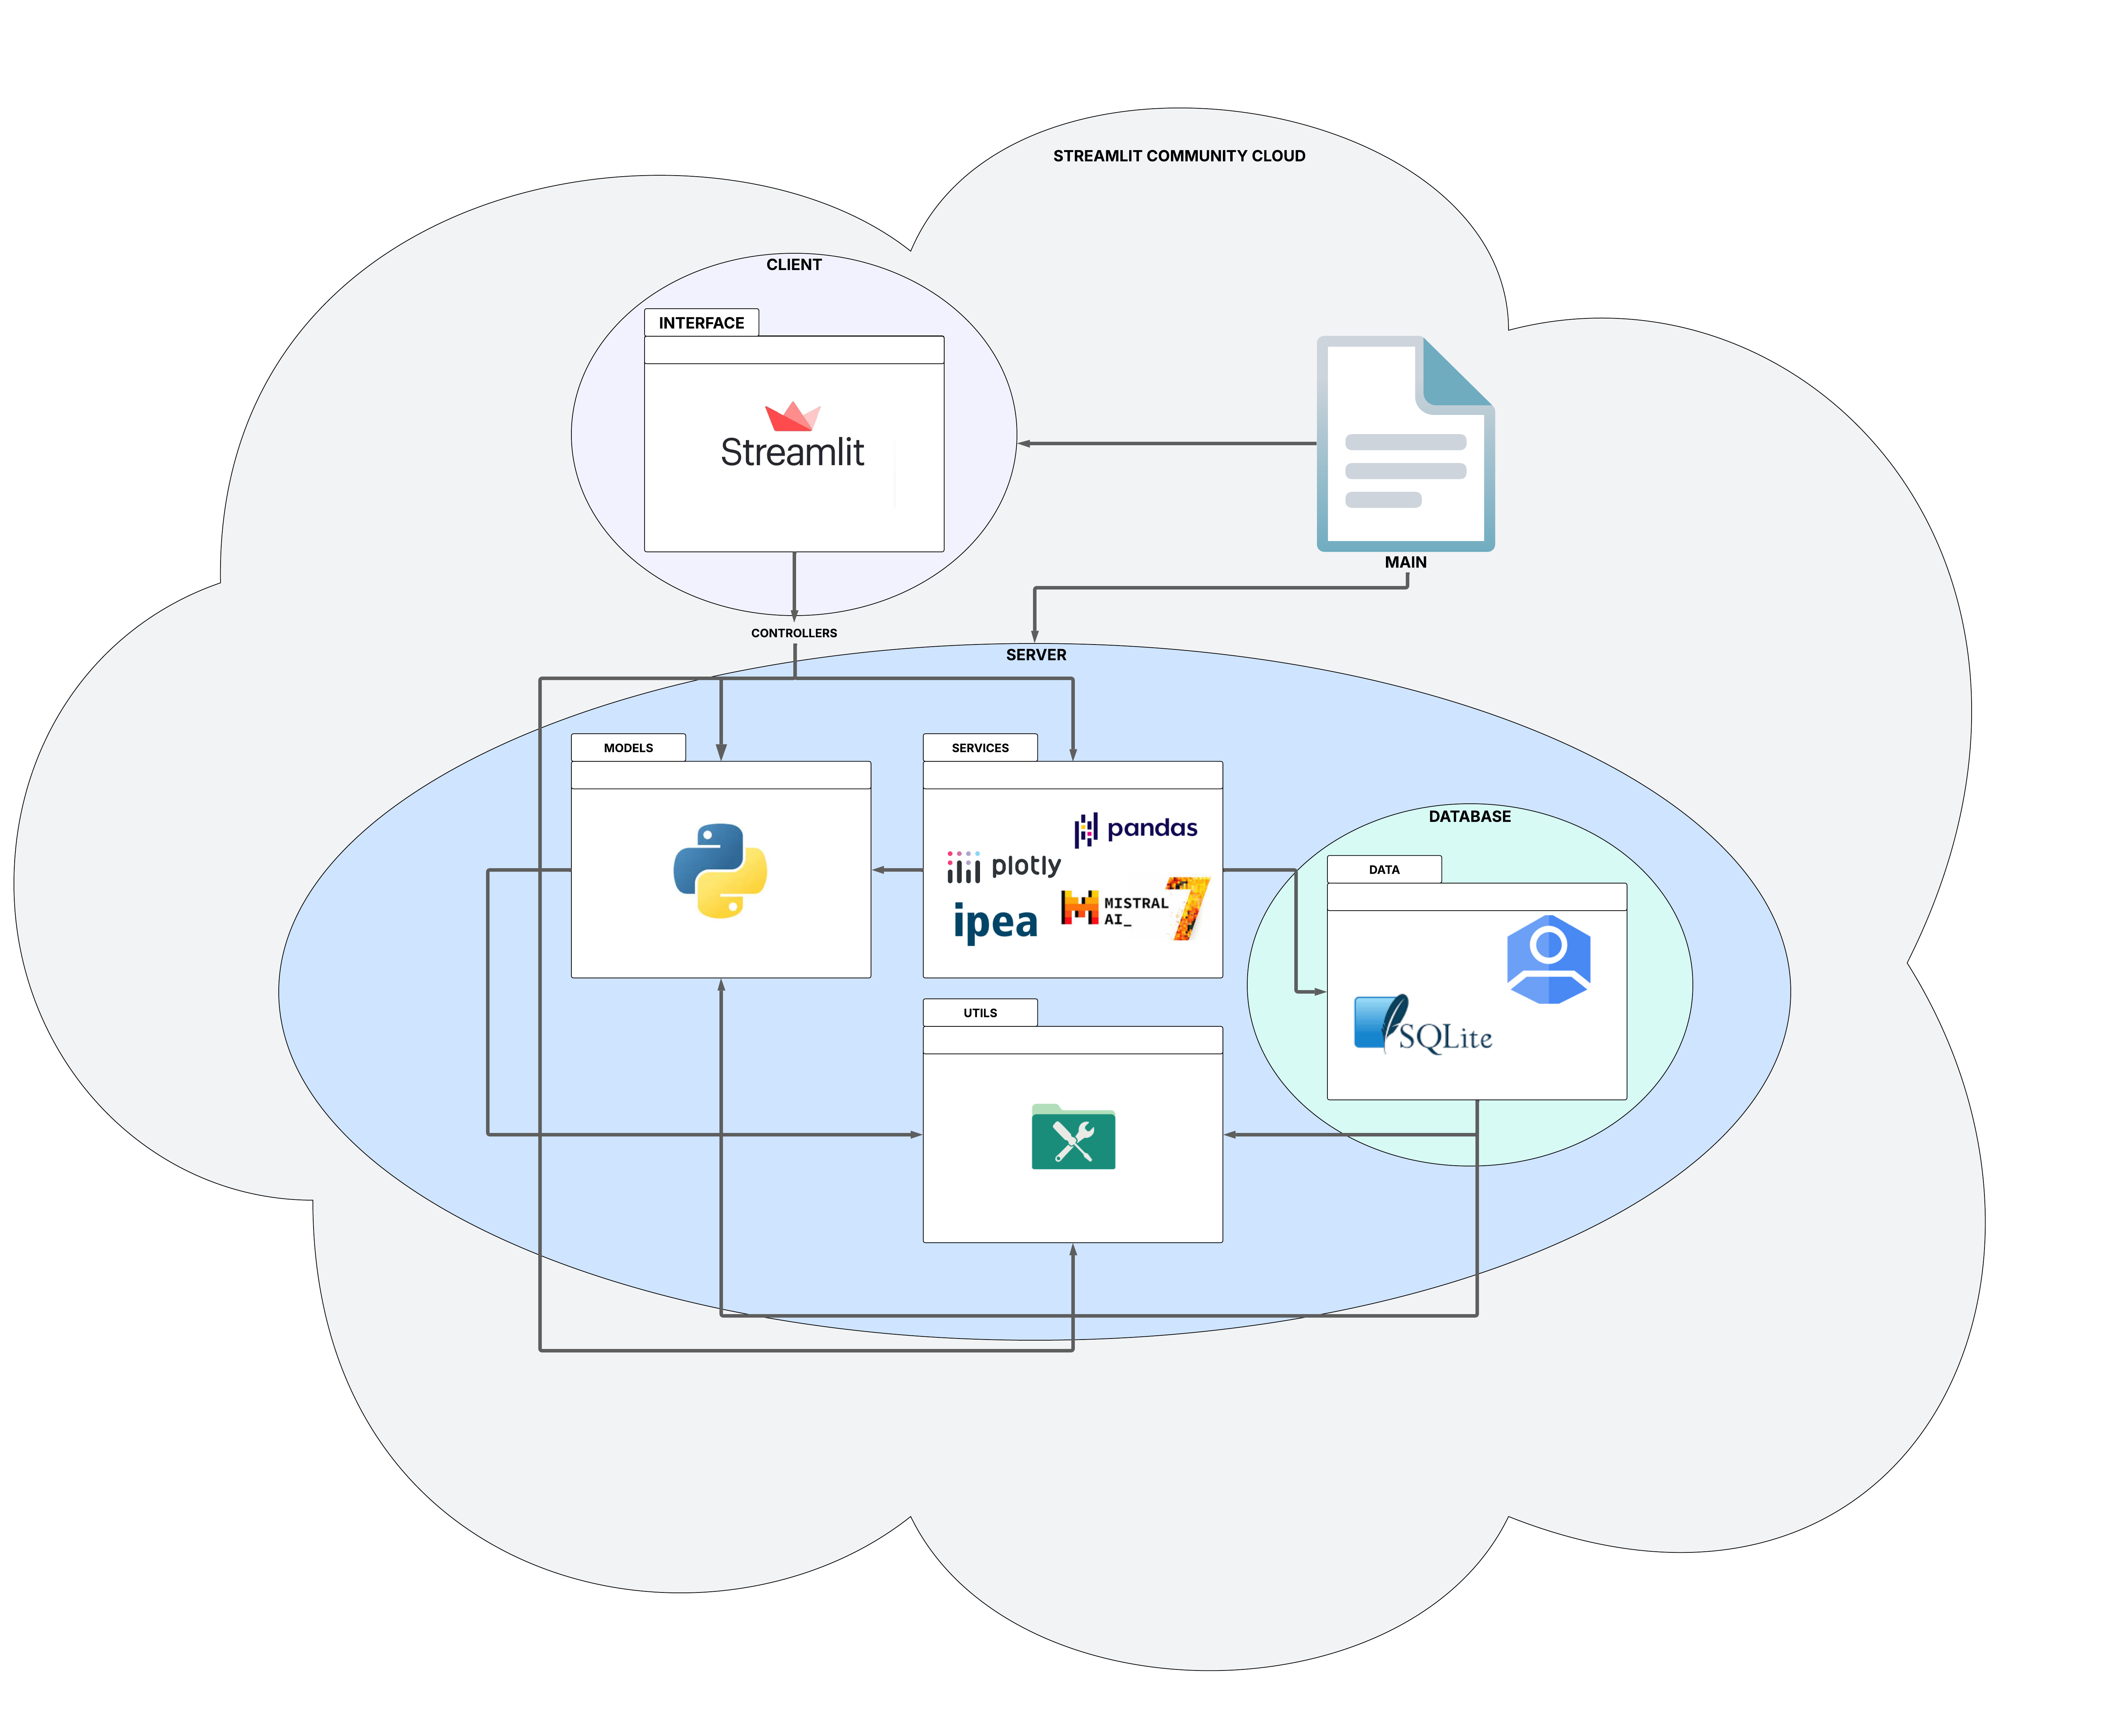 STREAMLIT COMMUNITY CLOUD
CLIENT
INTERFACE
Streamlit
MAIN
CONTROLLERS
SERVER
MODELS
SERVICES
pandas
plotly
ipea
MISTRAL
AI_
7
DATABASE
DATA
SQLite
UTILS